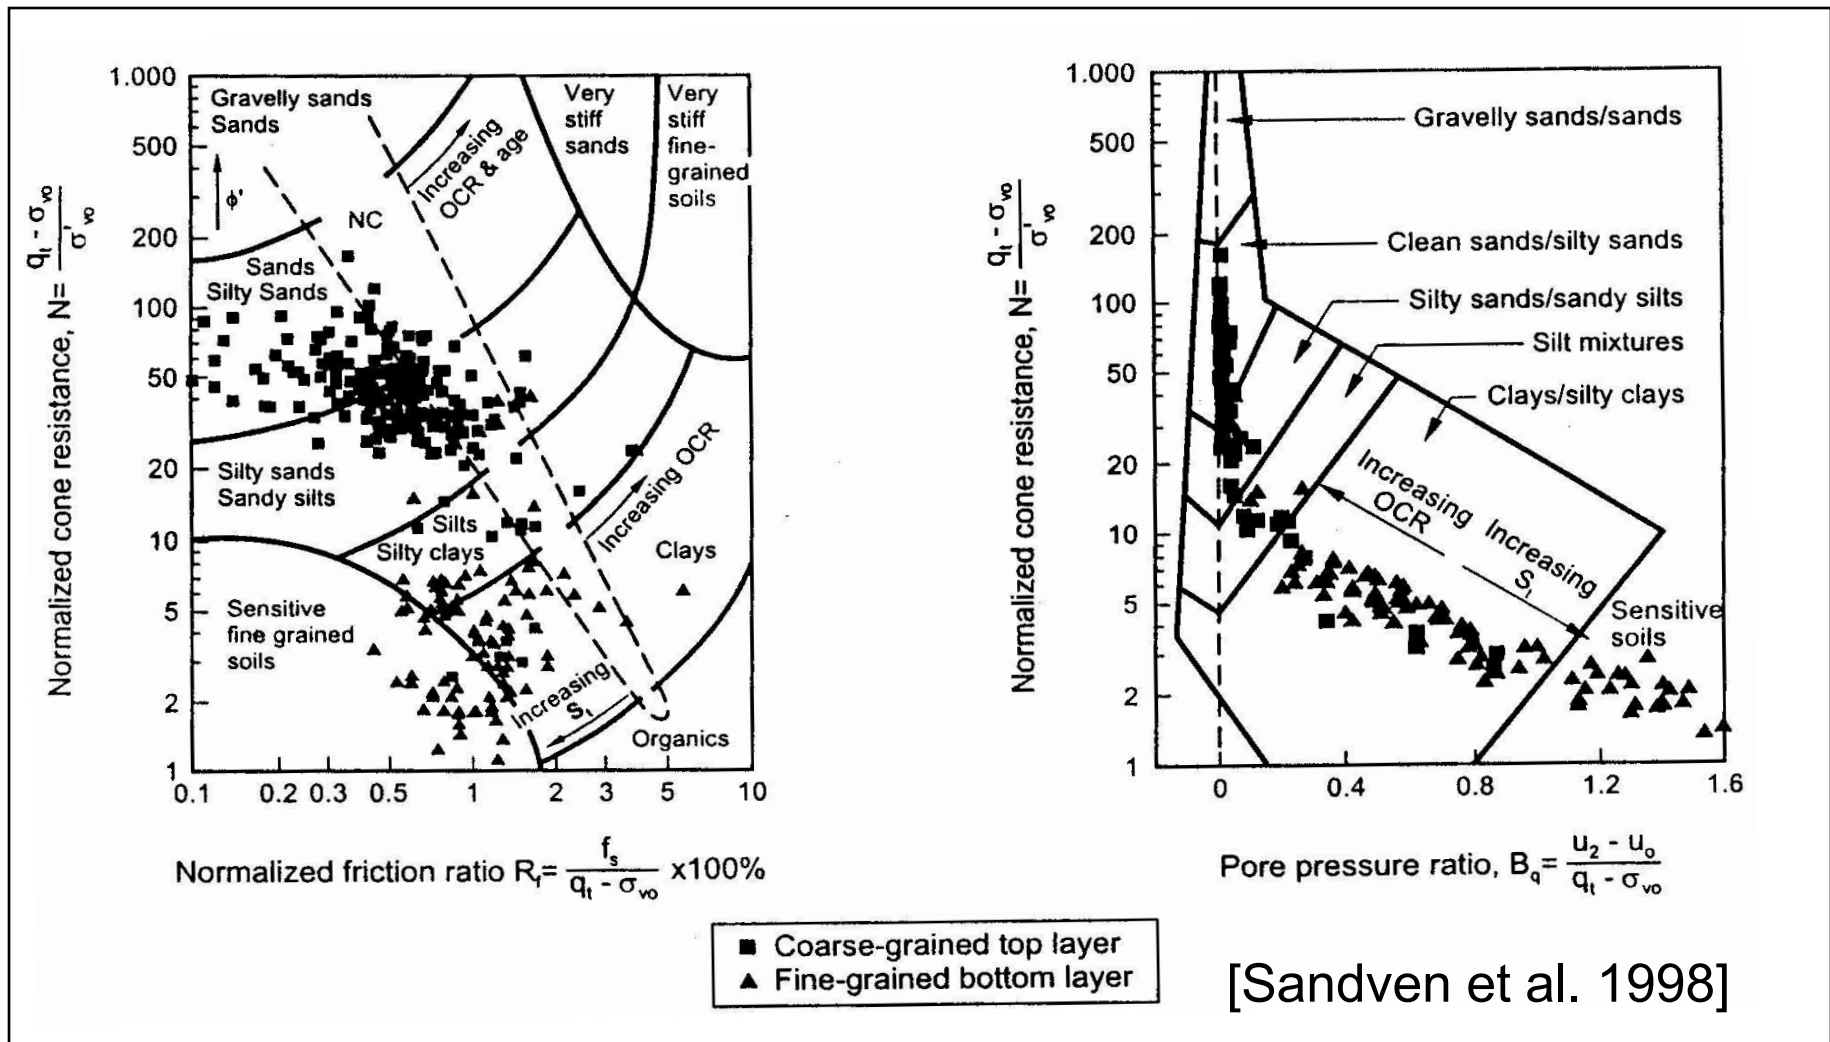 1.000
500
200
100
50
20
10
5
2
1
0.1 0.2 0.3 0.5 1 2 3 5 10
Normalized cone resistance, N= qt - σvo / σ'vo
Gravelly sands
Sands
ϕ'
NC
Increasing
OCR & age
Very
stiff
sands
Very
stiff
fine-
grained
soils
Sands
Silty Sands
Silty sands
Sandy silts
Silts
Silty clays
Increasing OCR
Clays
Sensitive
fine grained
soils
Increasing
St
Organics
Normalized friction ratio Rf= fs / qt - σvo x100%
1.000
500
200
100
50
20
10
5
2
1
0 0.4 0.8 1.2 1.6
Normalized cone resistance, N= qt - σvo / σ'vo
Gravelly sands/sands
Clean sands/silty sands
Silty sands/sandy silts
Silt mixtures
Clays/silty clays
Increasing
OCR
Increasing
St
Sensitive
soils
Pore pressure ratio, Bq= u2 - uo / qt - σvo
Coarse-grained top layer
Fine-grained bottom layer
[Sandven et al. 1998]